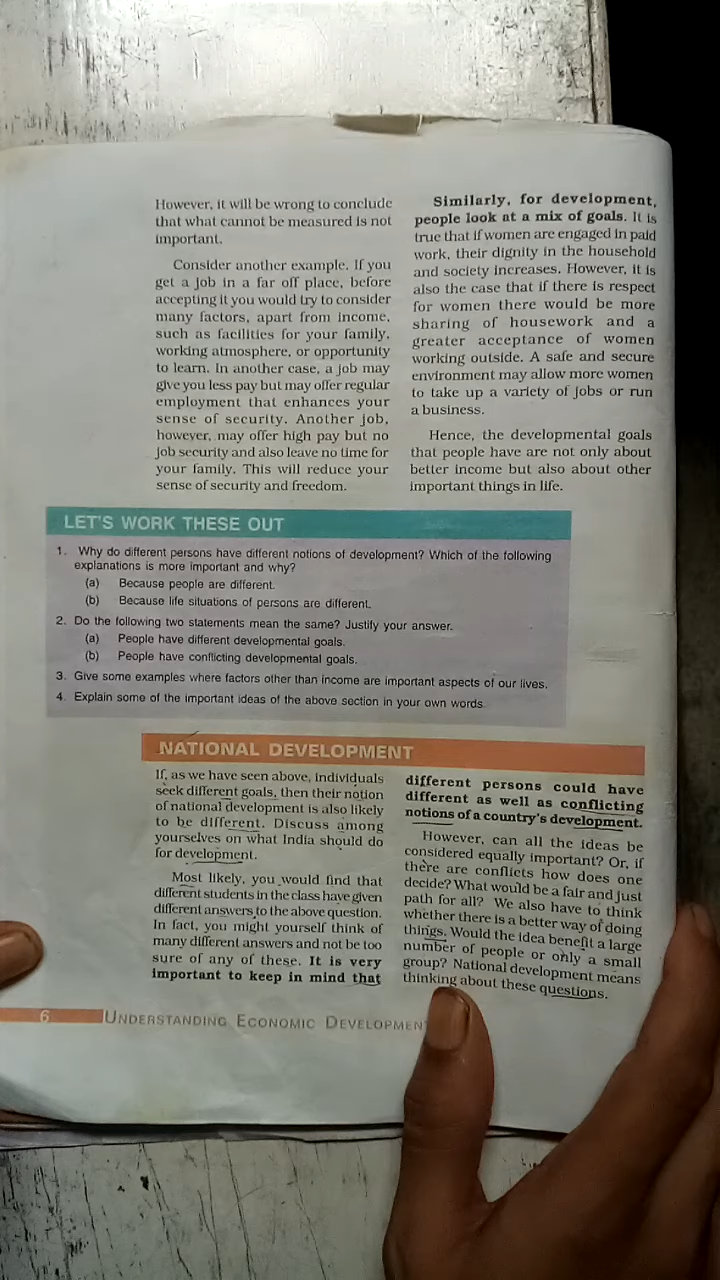 However, it will be wrong to conclude
that what cannot be measured is not
important.
Consider another example. If you
get a job in a far off place, before
accepting it you would try to consider
many factors, apart from income,
such as facilities for your family,
working atmosphere, or opportunity
to learn. In another case, a job may
give you less pay but may offer regular
employment that enhances your
sense of security. Another job,
however, may offer high pay but no
job security and also leave no time for
your family. This will reduce your
sense of security and freedom.
Similarly, for development,
people look at a mix of goals. It is
true that if women are engaged in paid
work, their dignity in the household
and society increases. However, it is
also the case that if there is respect
for women there would be more
sharing of housework and a
greater acceptance of women
working outside. A safe and secure
environment may allow more women
to take up a variety of jobs or run
a business.
Hence, the developmental goals
that people have are not only about
better income but also about other
important things in life.
LET'S WORK THESE OUT
1. Why do different persons have different notions of development? Which of the following
explanations is more important and why?
(a) Because people are different.
(b) Because life situations of persons are different.
2. Do the following two statements mean the same? Justify your answer.
(a) People have different developmental goals.
(b) People have conflicting developmental goals.
3. Give some examples where factors other than income are important aspects of our lives.
4. Explain some of the important ideas of the above section in your own words.
NATIONAL DEVELOPMENT
If, as we have seen above, individuals
seek different goals, then their notion
of national development is also likely
to be different. Discuss among
yourselves on what India should do
for development.
Most likely, you would find that
different students in the class have given
different answers to the above question.
In fact, you might yourself think of
many different answers and not be too
sure of any of these. It is very
important to keep in mind that
different persons could have
different as well as conflicting
notions of a country's development.
However, can all the ideas be
considered equally important? Or, if
there are conflicts how does one
decide? What would be a fair and just
path for all? We also have to think
whether there is a better way of doing
things. Would the idea benefit a large
number of people or only a small
group? National development means
thinking about these questions.
6 UNDERSTANDING ECONOMIC DEVELOPMEN